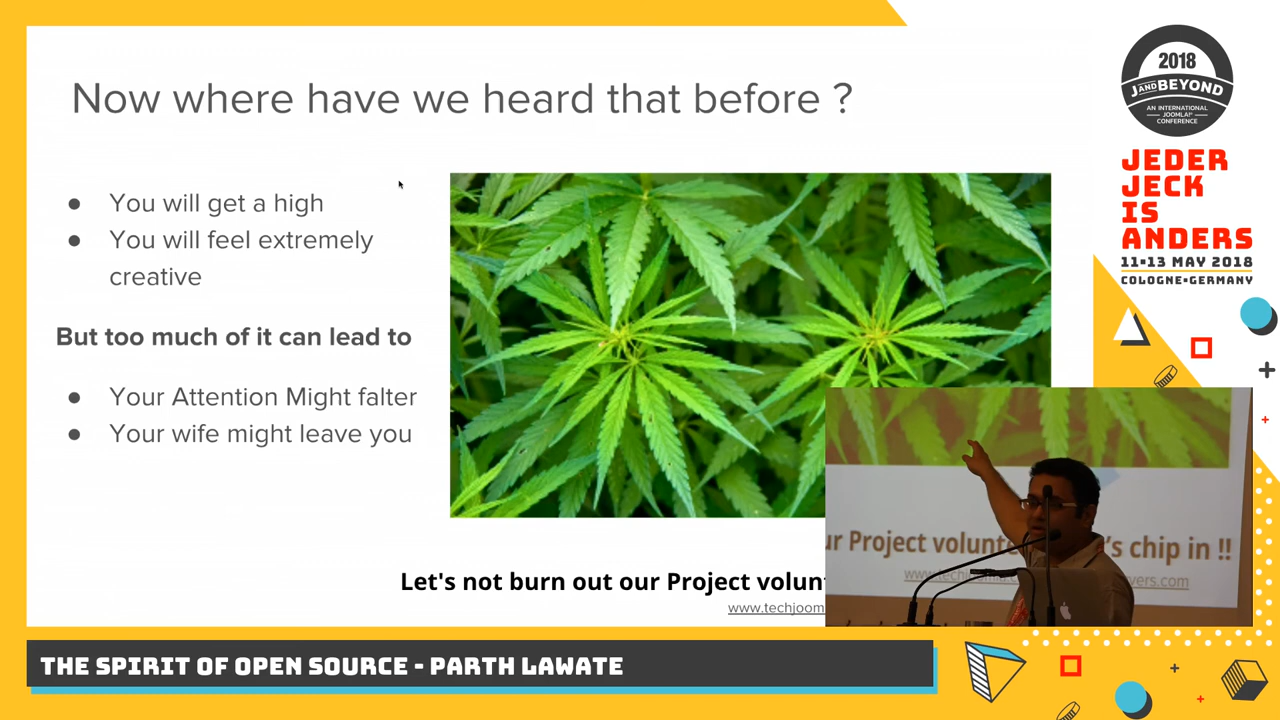 Now where have we heard that before ?
● You will get a high
● You will feel extremely
creative
But too much of it can lead to
● Your Attention Might falter
● Your wife might leave you
Let's not burn out our Project volunt
www.techjoom
2018
JANDBEYOND
AN INTERNATIONAL
JOOMLA!®
CONFERENCE
JEDER
JECK
IS
ANDERS
11-13 MAY 2018
COLOGNE GERMANY
ur Project volunte 's chip in !!
THE SPIRIT OF OPEN SOURCE - PARTH LAWATE